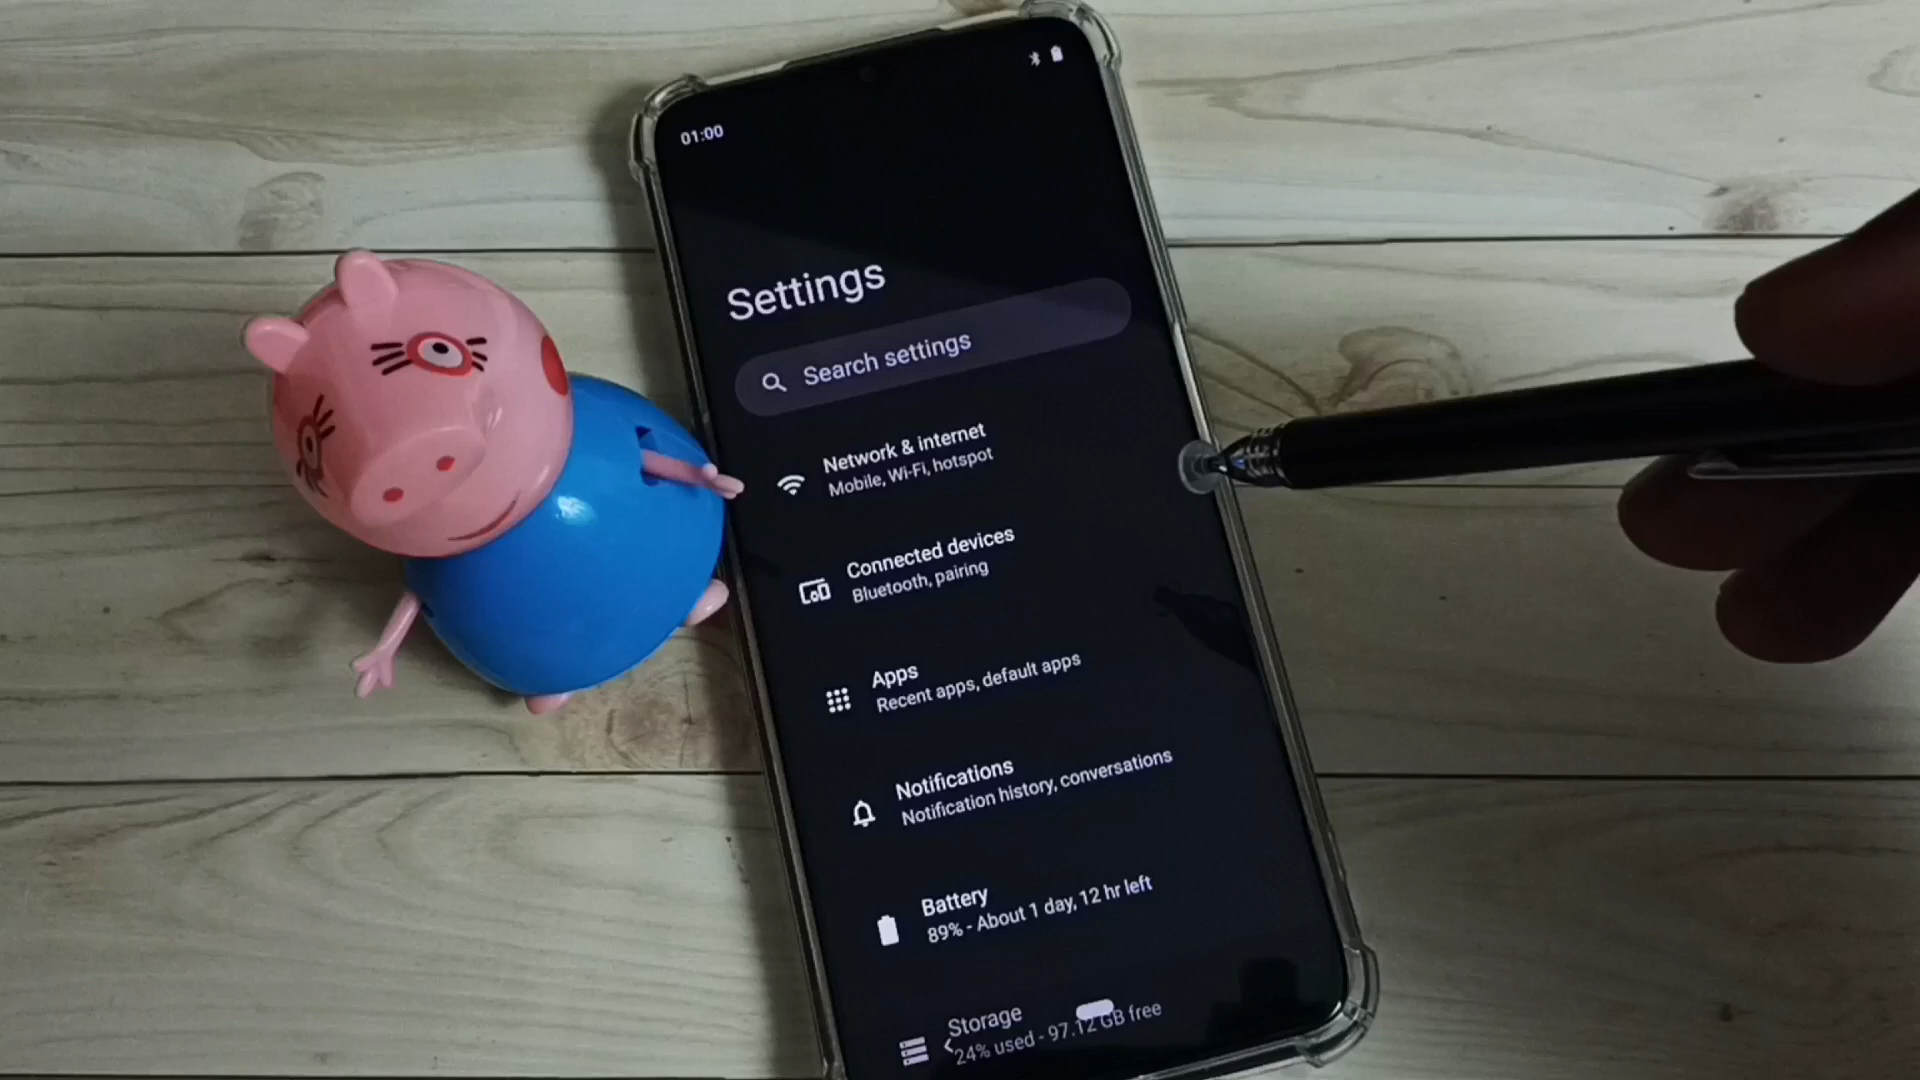 01:00
Settings
Search settings
Network & internet
Mobile, Wi-Fi, hotspot
Connected devices
Bluetooth, pairing
Apps
Recent apps, default apps
Notifications
Notification history, conversations
Battery
89% - About 1 day, 12 hr left
Storage
24% used - 97.12 GB free